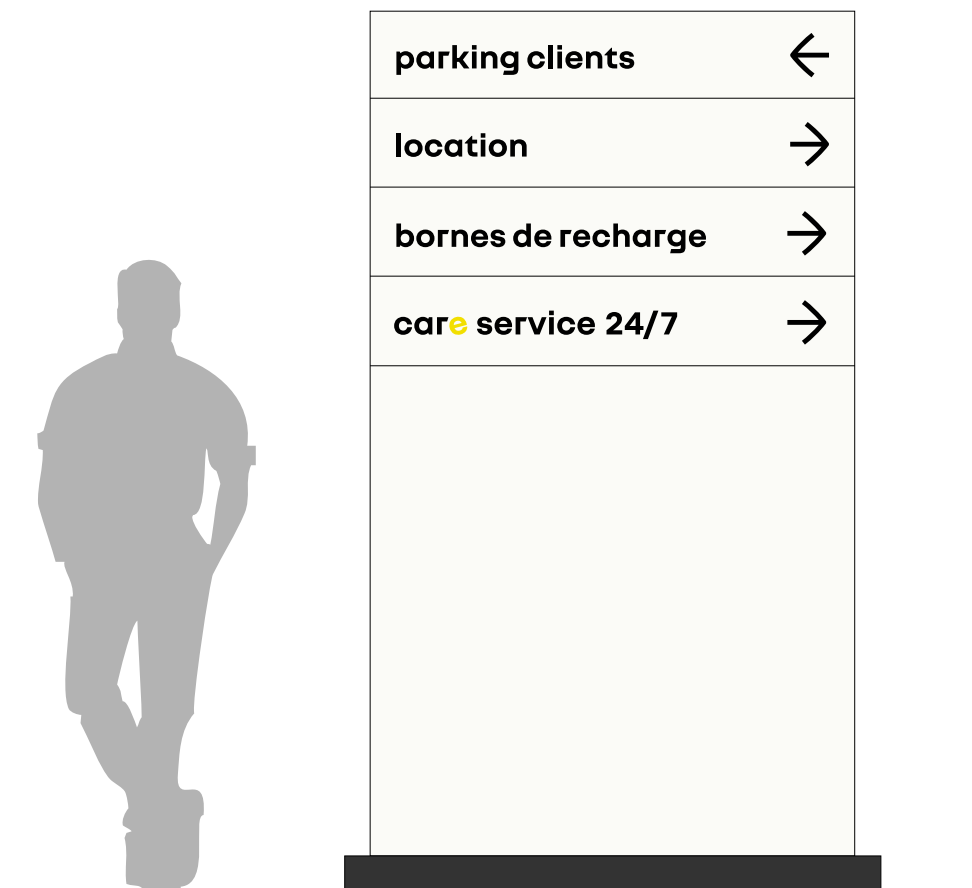 parking clients
location
bornes de recharge
care service 24/7